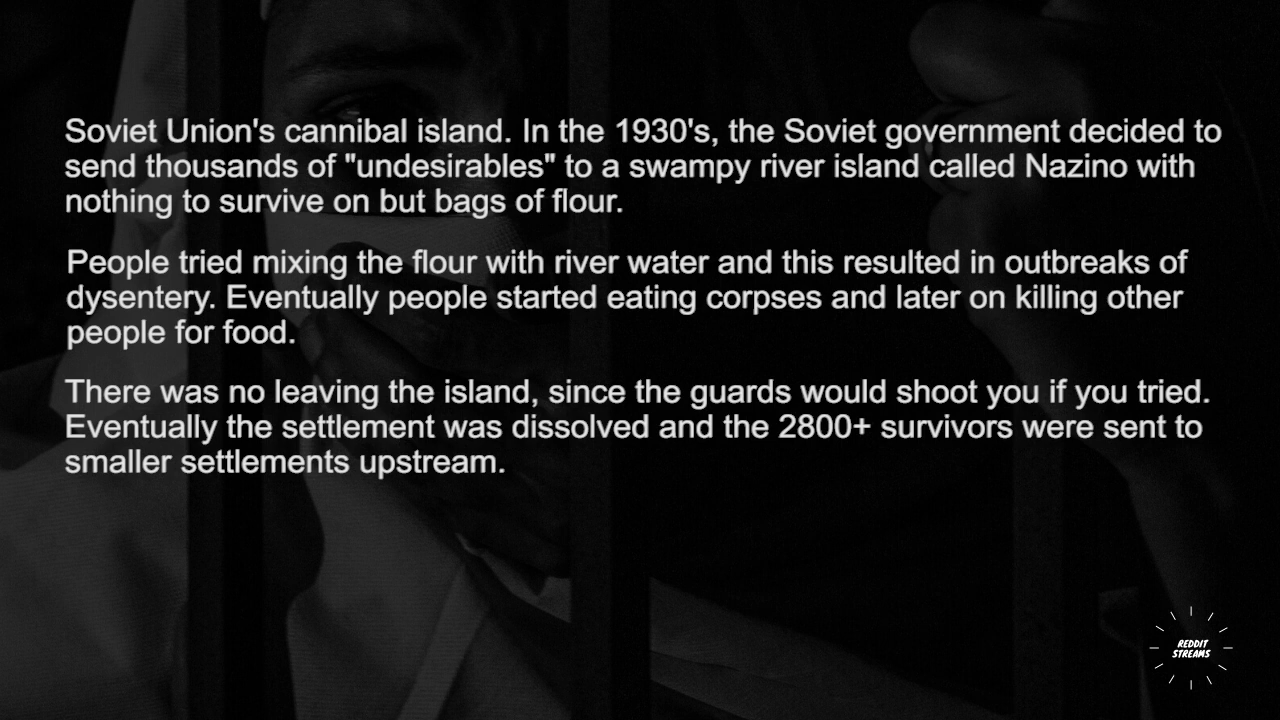 Soviet Union's cannibal island. In the 1930's, the Soviet government decided to
send thousands of "undesirables" to a swampy river island called Nazino with
nothing to survive on but bags of flour.
People tried mixing the flour with river water and this resulted in outbreaks of
dysentery. Eventually people started eating corpses and later on killing other
people for food.
There was no leaving the island, since the guards would shoot you if you tried.
Eventually the settlement was dissolved and the 2800+ survivors were sent to
smaller settlements upstream.
REDDIT
STREAMS